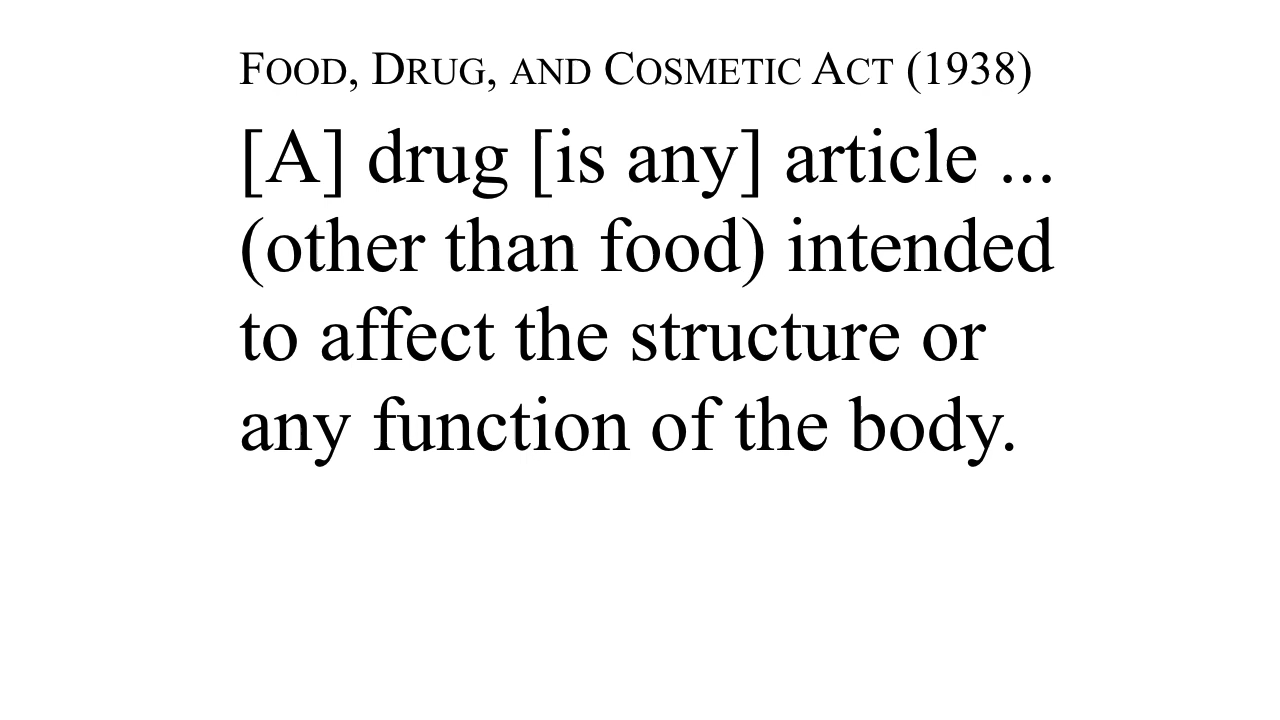 FOOD, DRUG, AND COSMETIC ACT (1938)
[A] drug [is any] article ...
(other than food) intended
to affect the structure or
any function of the body.